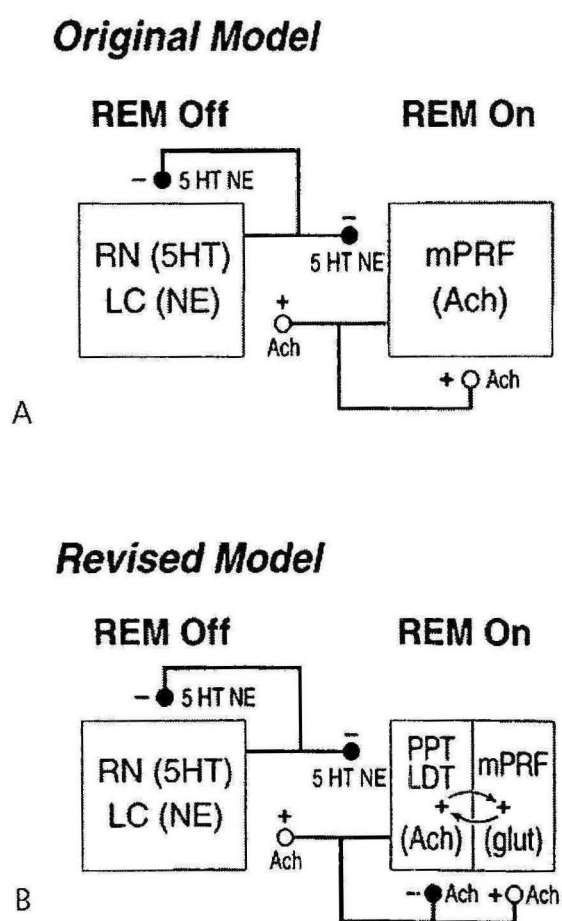 Original Model
REM Off REM On
– 5 HT NE
–
RN (5HT)
LC (NE)
5 HT NE
mPRF
(Ach)
+
Ach
+ Ach
A
Revised Model
REM Off REM On
– 5 HT NE
–
RN (5HT)
LC (NE)
5 HT NE
PPT
LDT
mPRF
+ +
(Ach) (glut)
+
Ach
– Ach + Ach
B